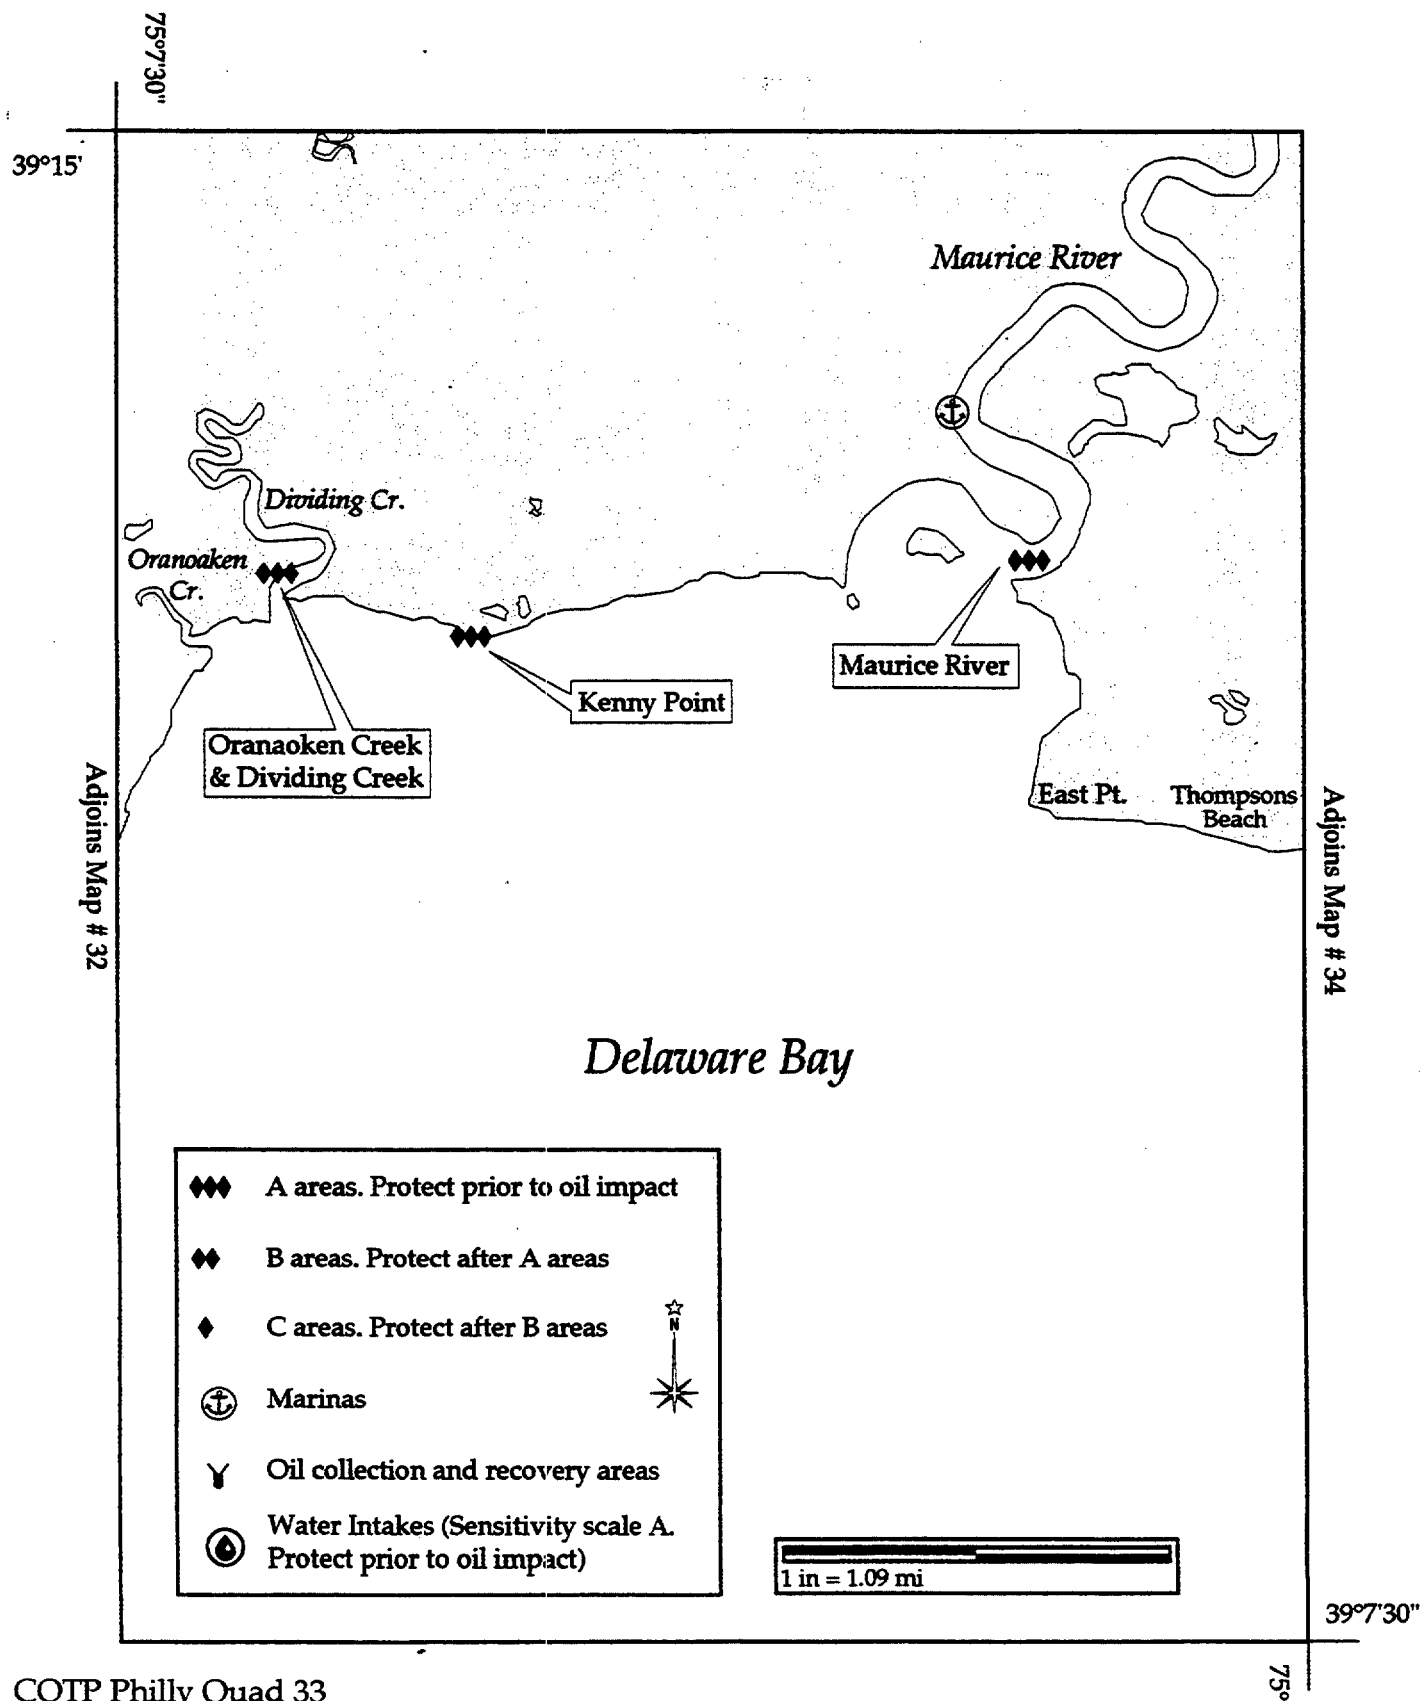 75°7'30"
39°15'
Maurice River
Dividing Cr.
Oranoaken
Cr.
Maurice River
Kenny Point
Oranaoken Creek
& Dividing Creek
East Pt.
Thompsons
Beach
Adjoins Map # 32
Adjoins Map # 34
Delaware Bay
A areas. Protect prior to oil impact
B areas. Protect after A areas
C areas. Protect after B areas
N
Marinas
Oil collection and recovery areas
Water Intakes (Sensitivity scale A.
Protect prior to oil impact)
1 in = 1.09 mi
39°7'30"
75°
COTP Philly Quad 33